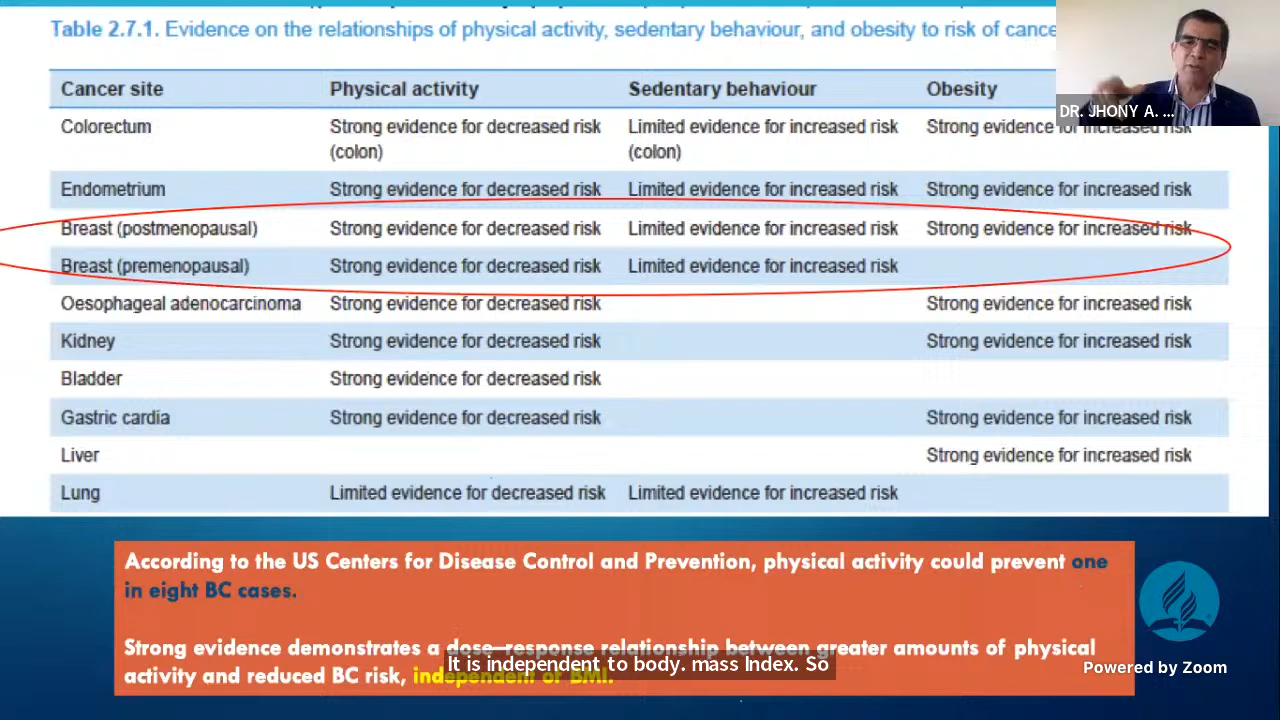 Table 2.7.1. Evidence on the relationships of physical activity, sedentary behaviour, and obesity to risk of cance
DR. JHONY A. ...
Cancer site Physical activity Sedentary behaviour Obesity
Colorectum Strong evidence for decreased risk (colon) Limited evidence for increased risk (colon) Strong evidence for increased risk
Endometrium Strong evidence for decreased risk Limited evidence for increased risk Strong evidence for increased risk
Breast (postmenopausal) Strong evidence for decreased risk Limited evidence for increased risk Strong evidence for increased risk
Breast (premenopausal) Strong evidence for decreased risk Limited evidence for increased risk
Oesophageal adenocarcinoma Strong evidence for decreased risk Strong evidence for increased risk
Kidney Strong evidence for decreased risk Strong evidence for increased risk
Bladder Strong evidence for decreased risk
Gastric cardia Strong evidence for decreased risk Strong evidence for increased risk
Liver Strong evidence for increased risk
Lung Limited evidence for decreased risk Limited evidence for increased risk
According to the US Centers for Disease Control and Prevention, physical activity could prevent one
in eight BC cases.
Strong evidence demonstrates a dose–response relationship between greater amounts of physical
activity and reduced BC risk, independent of BMI.
It is independent to body. mass Index. So
Powered by Zoom